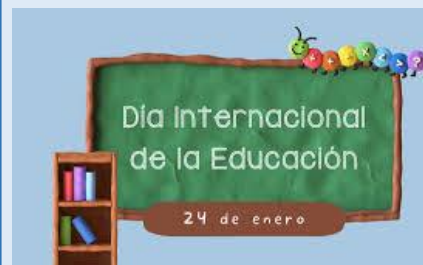 Día Internacional
de la Educación
24 de enero